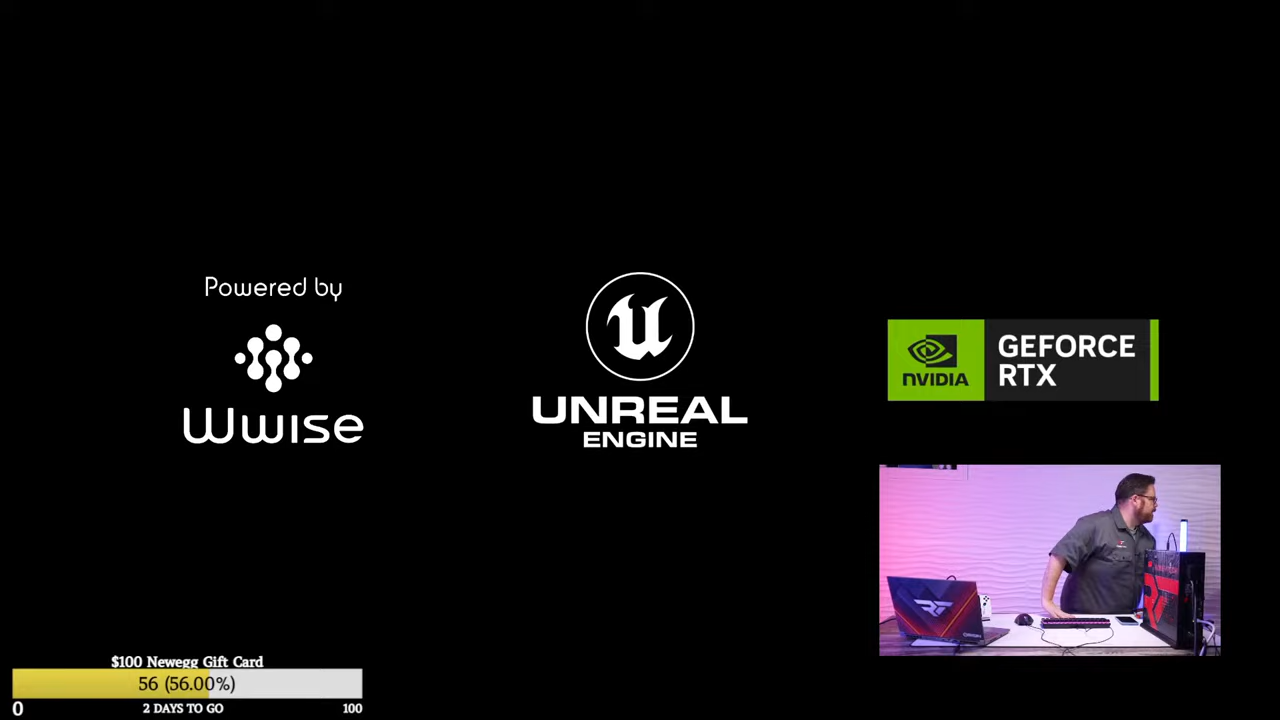 Powered by
Wwise
UNREAL
ENGINE
NVIDIA
GEFORCE
RTX
$100 Newegg Gift Card
56 (56.00%)
0
2 DAYS TO GO
100